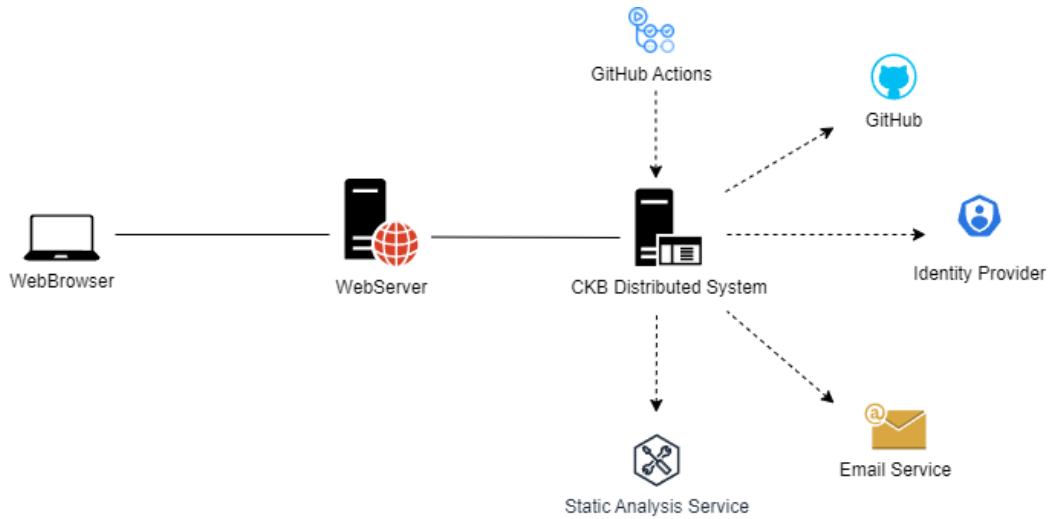 GitHub Actions
GitHub
WebBrowser
WebServer
CKB Distributed System
Identity Provider
Email Service
Static Analysis Service